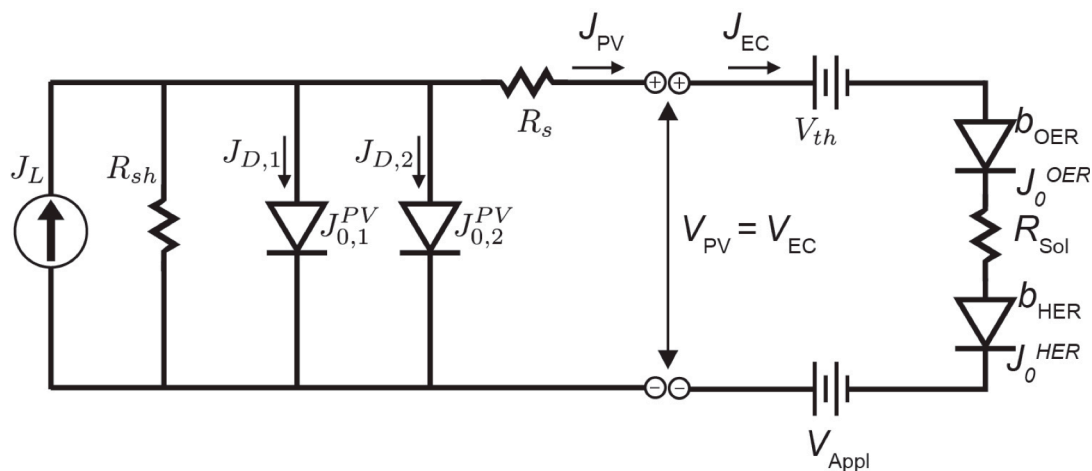 J_PV
J_EC
R_s
V_th
b_OER
J_0^OER
J_L
R_sh
J_D,1
J_D,2
J_0,1^PV
J_0,2^PV
V_PV = V_EC
R_Sol
b_HER
J_0^HER
V_Appl